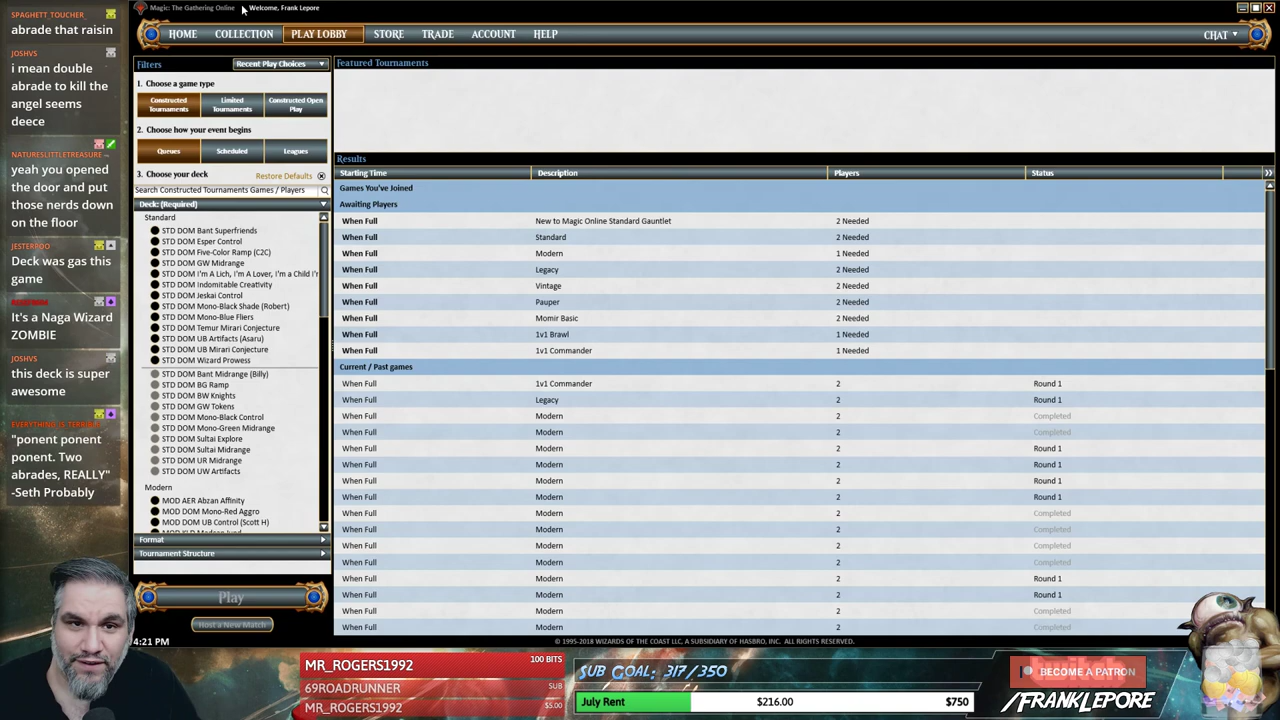 SPAGHETT_TOUCHER_
abrade that raisin
JOSHVS
i mean double
abrade to kill the
angel seems
deece
NATURESLITTLETREASURE
yeah you opened
the door and put
those nerds down
on the floor
JESTERPOO
Deck was gas this
game
It's a Naga Wizard
ZOMBIE
JOSHVS
this deck is super
awesome
EVERYTHING_IS_TERRIBLE
"ponent ponent
ponent. Two
abrades, REALLY"
-Seth Probably
Magic: The Gathering Online
Welcome, Frank Lepore
HOME COLLECTION PLAY LOBBY STORE TRADE ACCOUNT HELP CHAT
Filters
Recent Play Choices
1. Choose a game type
Constructed Tournaments
Limited Tournaments
Constructed Open Play
2. Choose how your event begins
Queues Scheduled Leagues
3. Choose your deck
Restore Defaults
Search Constructed Tournaments Games / Players
Deck: (Required)
Standard
STD DOM Bant Superfriends
STD DOM Esper Control
STD DOM Five-Color Ramp (C2C)
STD DOM GW Midrange
STD DOM I'm A Lich, I'm A Lover, I'm a Child I'r
STD DOM Indomitable Creativity
STD DOM Jeskai Control
STD DOM Mono-Black Shade (Robert)
STD DOM Mono-Blue Fliers
STD DOM Temur Mirari Conjecture
STD DOM UB Artifacts (Asaru)
STD DOM UB Mirari Conjecture
STD DOM Wizard Prowess
STD DOM Bant Midrange (Billy)
STD DOM BG Ramp
STD DOM BW Knights
STD DOM GW Tokens
STD DOM Mono-Black Control
STD DOM Mono-Green Midrange
STD DOM Sultai Explore
STD DOM Sultai Midrange
STD DOM UR Midrange
STD DOM UW Artifacts
Modern
MOD AER Abzan Affinity
MOD DOM Mono-Red Aggro
MOD DOM UB Control (Scott H)
Format
Tournament Structure
Play
Host a New Match
4:21 PM
Featured Tournaments
Results
Starting Time Description Players Status
Games You've Joined
Awaiting Players
When Full New to Magic Online Standard Gauntlet 2 Needed
When Full Standard 2 Needed
When Full Modern 1 Needed
When Full Legacy 2 Needed
When Full Vintage 2 Needed
When Full Pauper 2 Needed
When Full Momir Basic 2 Needed
When Full 1v1 Brawl 1 Needed
When Full 1v1 Commander 1 Needed
Current / Past games
When Full 1v1 Commander 2 Round 1
When Full Legacy 2 Round 1
When Full Modern 2 Completed
When Full Modern 2 Completed
When Full Modern 2 Round 1
When Full Modern 2 Round 1
When Full Modern 2 Round 1
When Full Modern 2 Round 1
When Full Modern 2 Completed
When Full Modern 2 Completed
When Full Modern 2 Completed
When Full Modern 2 Completed
When Full Modern 2 Round 1
When Full Modern 2 Round 1
When Full Modern 2 Completed
When Full Modern 2 Completed
© 1995-2018 WIZARDS OF THE COAST LLC, A SUBSIDIARY OF HASBRO, INC. ALL RIGHTS RESERVED.
MR_ROGERS1992 100 BITS
69ROADRUNNER SUB
MR_ROGERS1992 $5.00
SUB GOAL: 317/350
July Rent $216.00 $750
BECOME A PATRON
/FRANKLEPORE